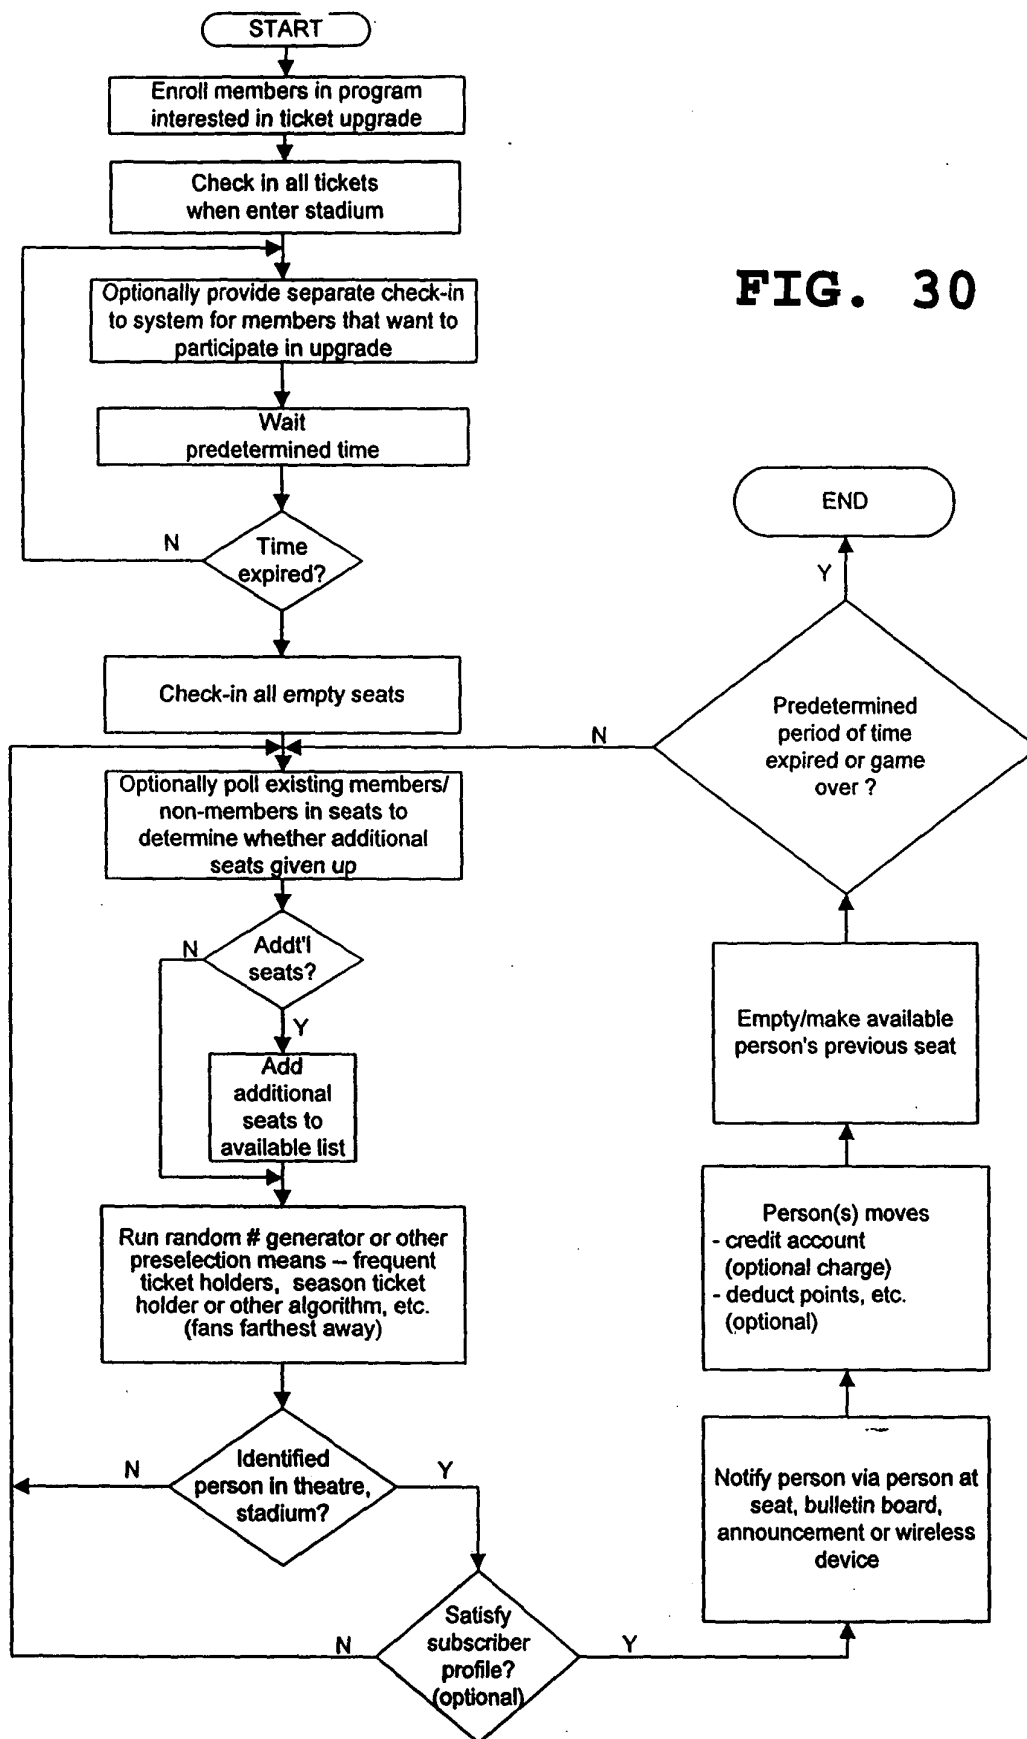 START
Enroll members in program
interested in ticket upgrade
Check in all tickets
when enter stadium
FIG. 30
Optionally provide separate check-in
to system for members that want to
participate in upgrade
Wait
predetermined time
N
Time
expired?
Check-in all empty seats
Optionally poll existing members/
non-members in seats to
determine whether additional
seats given up
N
Addt'l
seats?
Y
Add
additional
seats to
available list
Run random # generator or other
preselection means – frequent
ticket holders, season ticket
holder or other algorithm, etc.
(fans farthest away)
N
Identified
person in theatre,
stadium?
Y
N
Satisfy
subscriber
profile?
(optional)
Y
Notify person via person at
seat, bulletin board,
announcement or wireless
device
Person(s) moves
- credit account
(optional charge)
- deduct points, etc.
(optional)
Empty/make available
person's previous seat
N
Predetermined
period of time
expired or game
over ?
Y
END